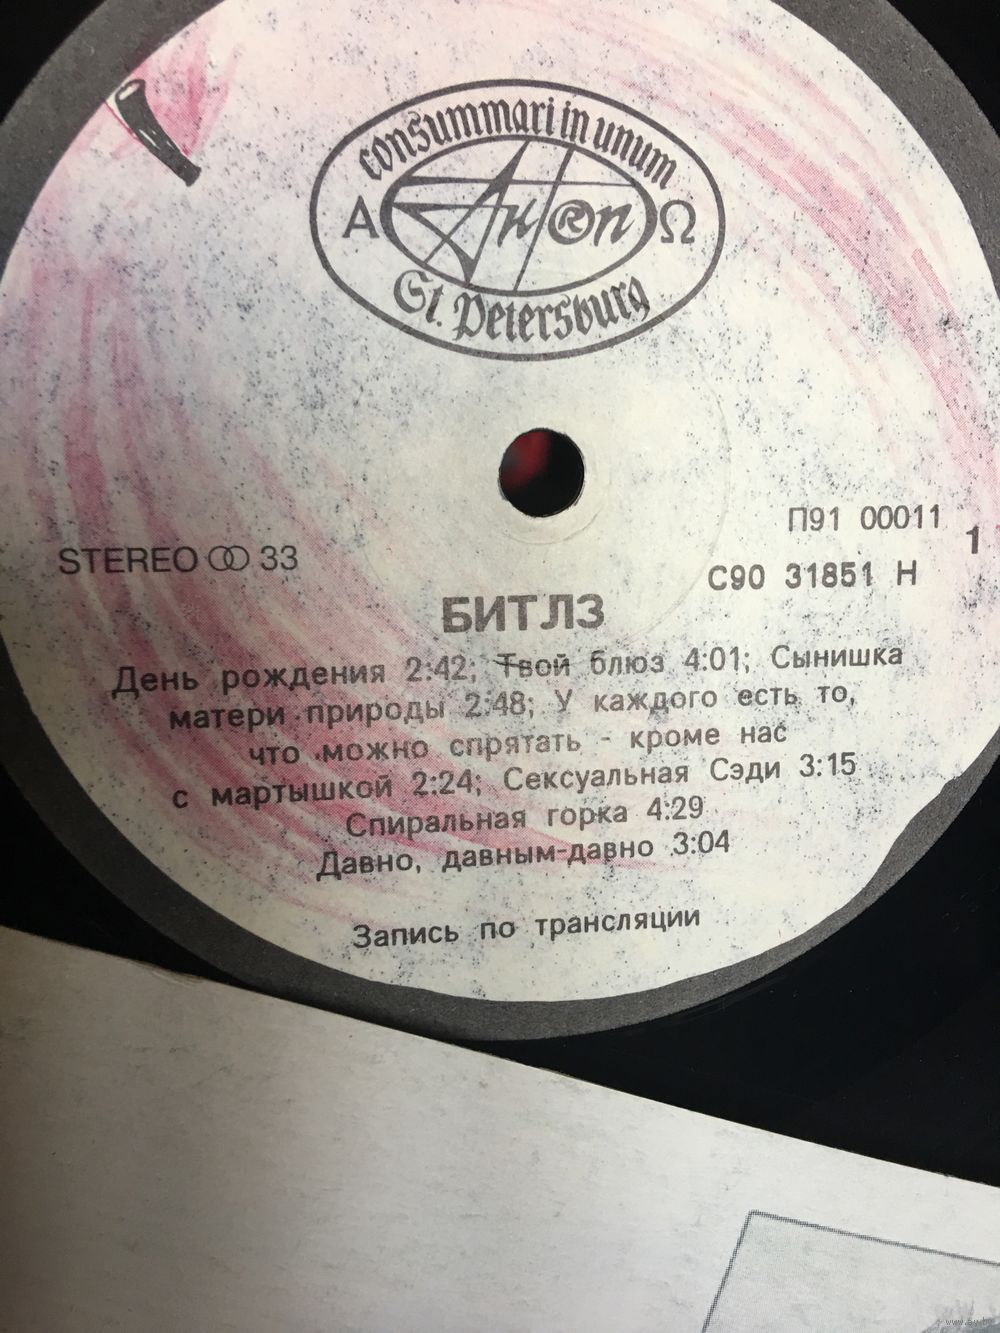 consummari in unum
Α Антроп Ω
St. Petersburg
П91 00011
1
STEREO 33
С90 31851 Н
БИТЛЗ
День рождения 2:42; Твой блюз 4:01; Сынишка
матери природы 2:48; У каждого есть то,
что можно спрятать - кроме нас
с мартышкой 2:24; Сексуальная Сэди 3:15
Спиральная горка 4:29
Давно, давным-давно 3:04
Запись по трансляции